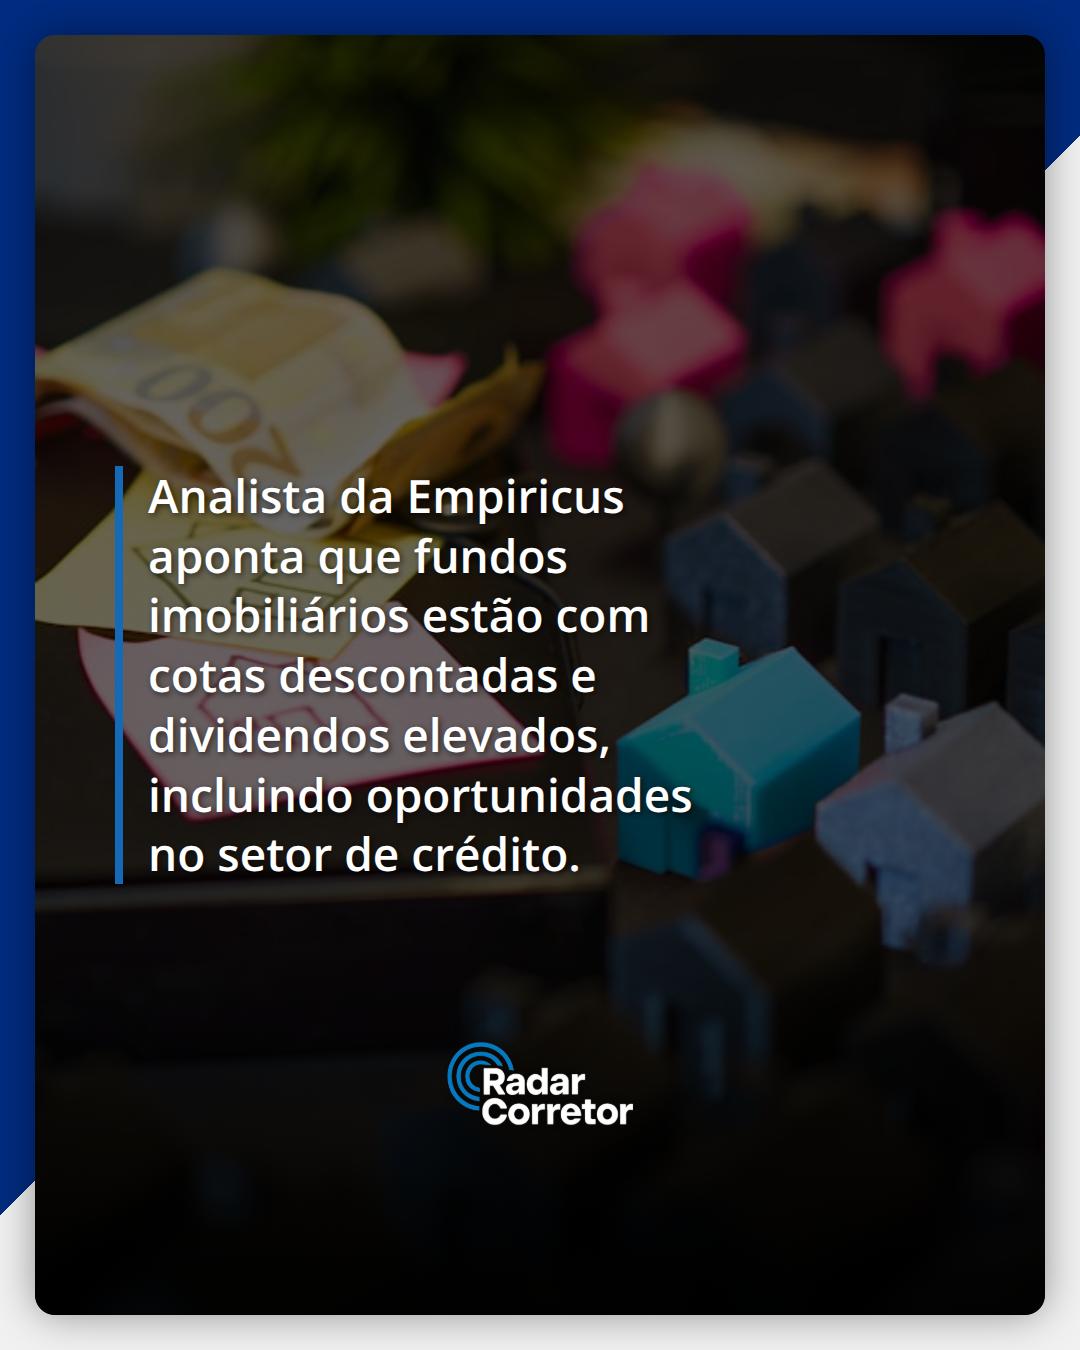 200
Analista da Empiricus
aponta que fundos
imobiliários estão com
cotas descontadas e
dividendos elevados,
incluindo oportunidades
no setor de crédito.
Radar
Corretor